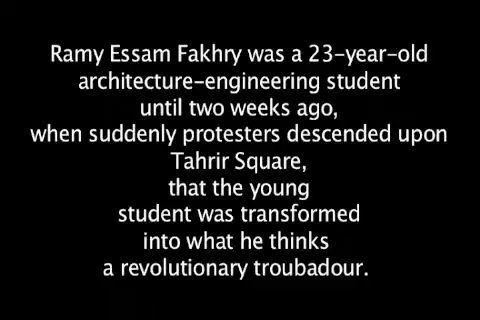 Ramy Essam Fakhry was a 23-year-old
architecture-engineering student
until two weeks ago,
when suddenly protesters descended upon
Tahrir Square,
that the young
student was transformed
into what he thinks
a revolutionary troubadour.